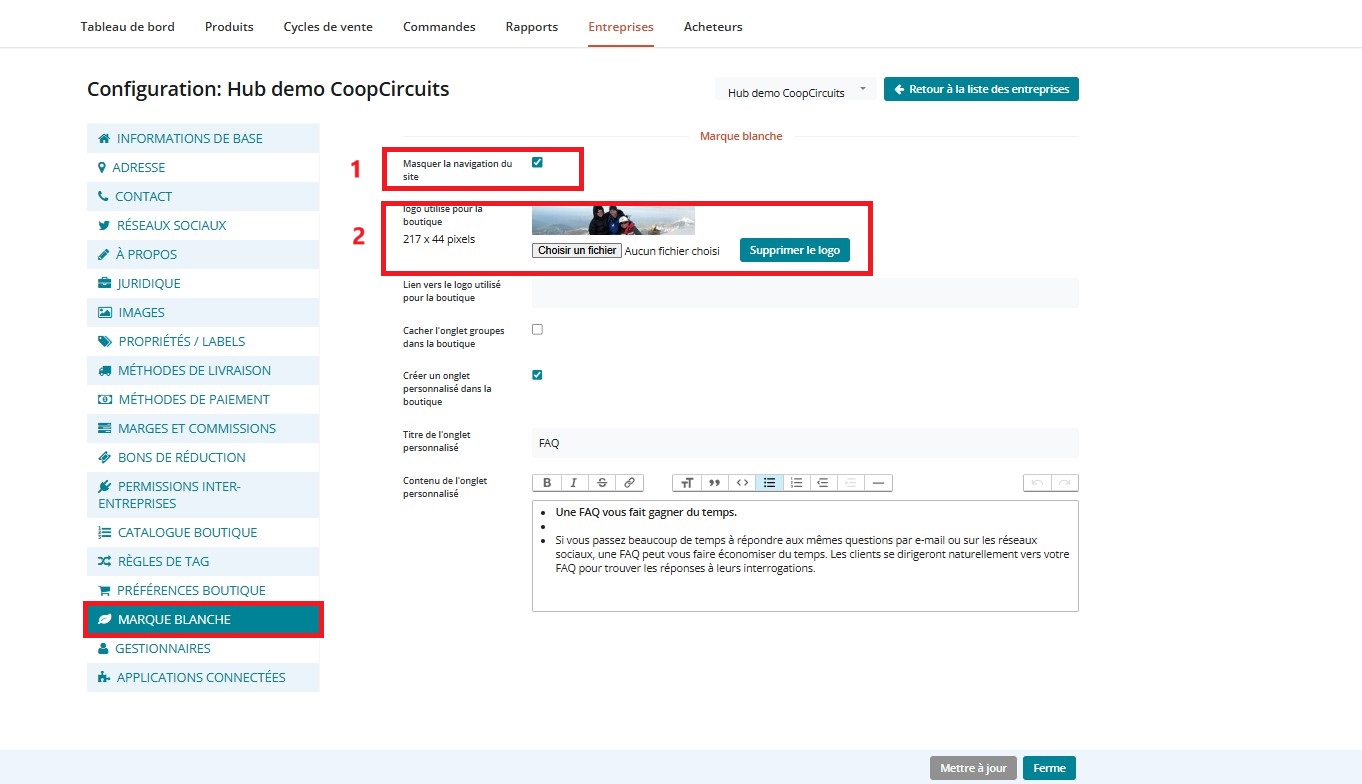 Tableau de bord Produits Cycles de vente Commandes Rapports Entreprises Acheteurs
Configuration: Hub demo CoopCircuits
Hub demo CoopCircuits
Retour à la liste des entreprises
INFORMATIONS DE BASE
ADRESSE
CONTACT
RÉSEAUX SOCIAUX
À PROPOS
JURIDIQUE
IMAGES
PROPRIÉTÉS / LABELS
MÉTHODES DE LIVRAISON
MÉTHODES DE PAIEMENT
MARGES ET COMMISSIONS
BONS DE RÉDUCTION
PERMISSIONS INTER-
ENTREPRISES
CATALOGUE BOUTIQUE
RÈGLES DE TAG
PRÉFÉRENCES BOUTIQUE
MARQUE BLANCHE
GESTIONNAIRES
APPLICATIONS CONNECTÉES
Marque blanche
1
Masquer la navigation du
site
2
logo utilisé pour la
boutique
217 x 44 pixels
Choisir un fichier Aucun fichier choisi
Supprimer le logo
Lien vers le logo utilisé
pour la boutique
Cacher l'onglet groupes
dans la boutique
Créer un onglet
personnalisé dans la
boutique
Titre de l'onglet
personnalisé
FAQ
Contenu de l'onglet
personnalisé
Une FAQ vous fait gagner du temps.
Si vous passez beaucoup de temps à répondre aux mêmes questions par e-mail ou sur les réseaux
sociaux, une FAQ peut vous faire économiser du temps. Les clients se dirigeront naturellement vers votre
FAQ pour trouver les réponses à leurs interrogations.
Mettre à jour
Ferme